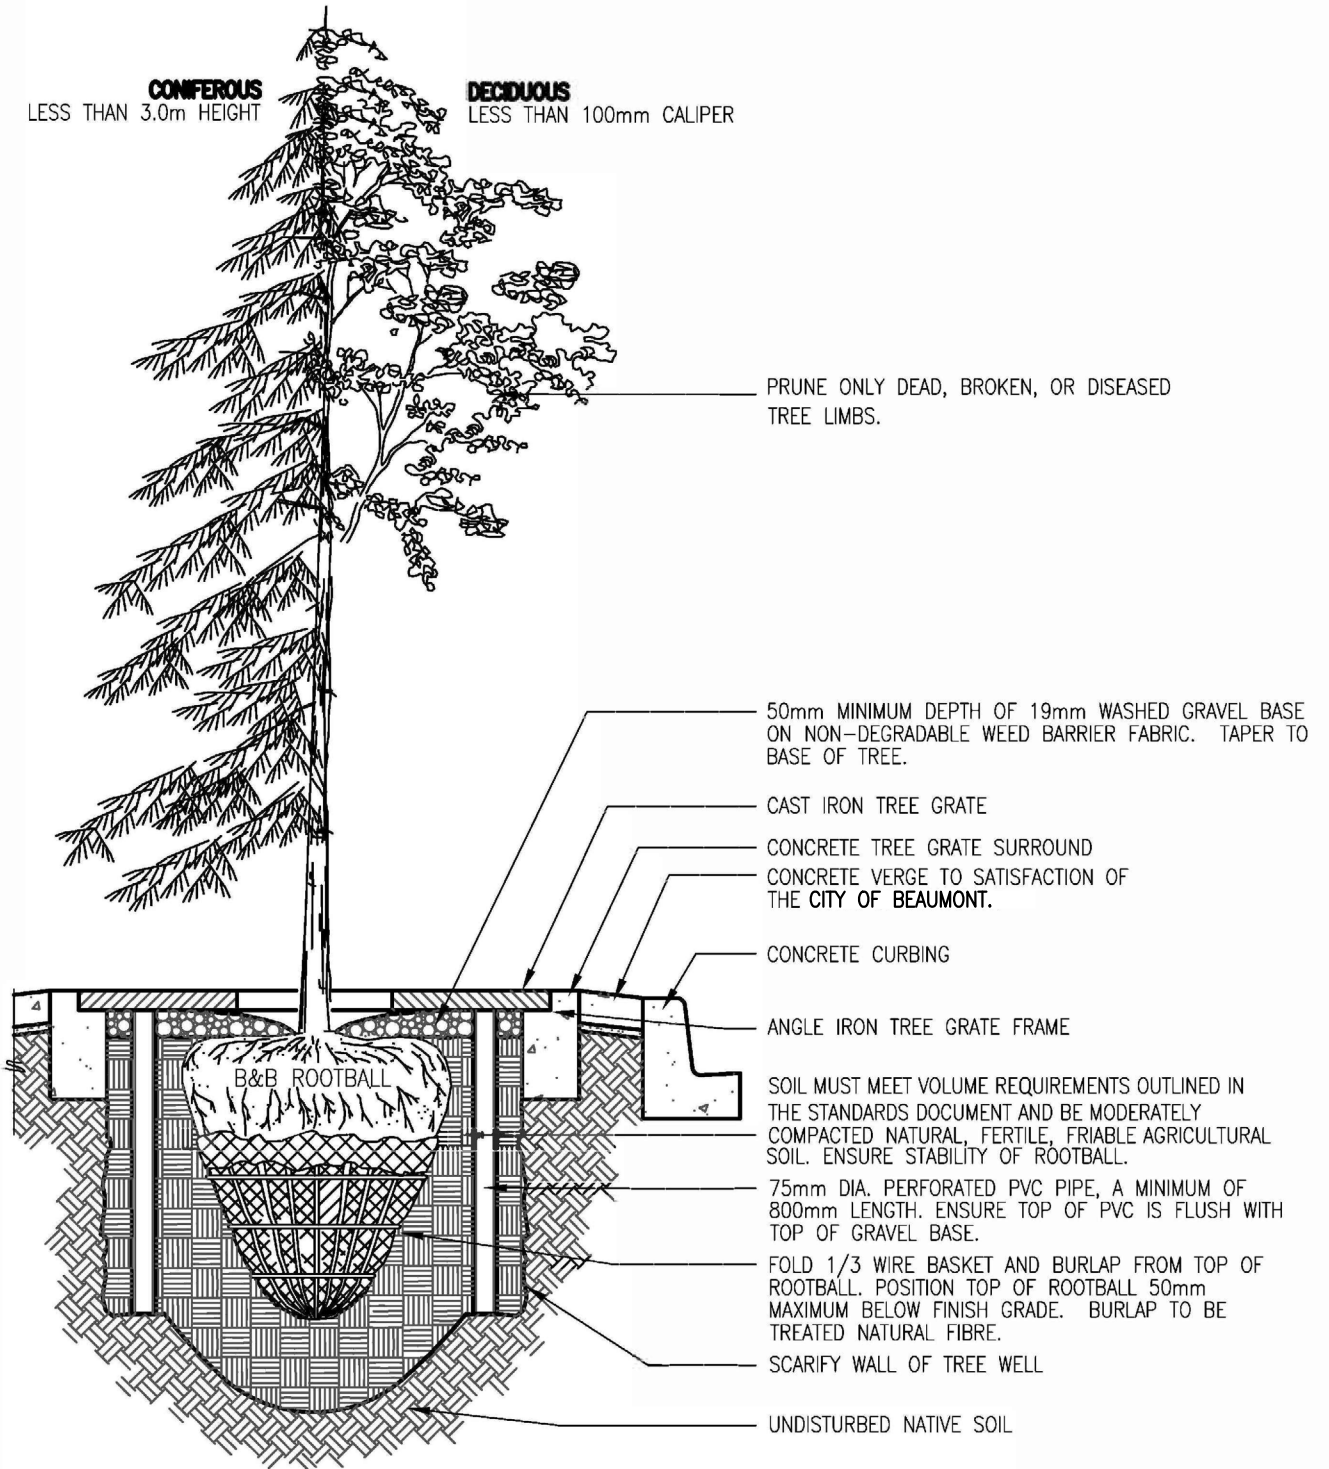 CONIFEROUS
LESS THAN 3.0m HEIGHT
DECIDUOUS
LESS THAN 100mm CALIPER
PRUNE ONLY DEAD, BROKEN, OR DISEASED
TREE LIMBS.
50mm MINIMUM DEPTH OF 19mm WASHED GRAVEL BASE
ON NON-DEGRADABLE WEED BARRIER FABRIC. TAPER TO
BASE OF TREE.
CAST IRON TREE GRATE
CONCRETE TREE GRATE SURROUND
CONCRETE VERGE TO SATISFACTION OF
THE CITY OF BEAUMONT.
CONCRETE CURBING
ANGLE IRON TREE GRATE FRAME
B&B ROOTBALL
SOIL MUST MEET VOLUME REQUIREMENTS OUTLINED IN
THE STANDARDS DOCUMENT AND BE MODERATELY
COMPACTED NATURAL, FERTILE, FRIABLE AGRICULTURAL
SOIL. ENSURE STABILITY OF ROOTBALL.
75mm DIA. PERFORATED PVC PIPE, A MINIMUM OF
800mm LENGTH. ENSURE TOP OF PVC IS FLUSH WITH
TOP OF GRAVEL BASE.
FOLD 1/3 WIRE BASKET AND BURLAP FROM TOP OF
ROOTBALL. POSITION TOP OF ROOTBALL 50mm
MAXIMUM BELOW FINISH GRADE. BURLAP TO BE
TREATED NATURAL FIBRE.
SCARIFY WALL OF TREE WELL
UNDISTURBED NATIVE SOIL